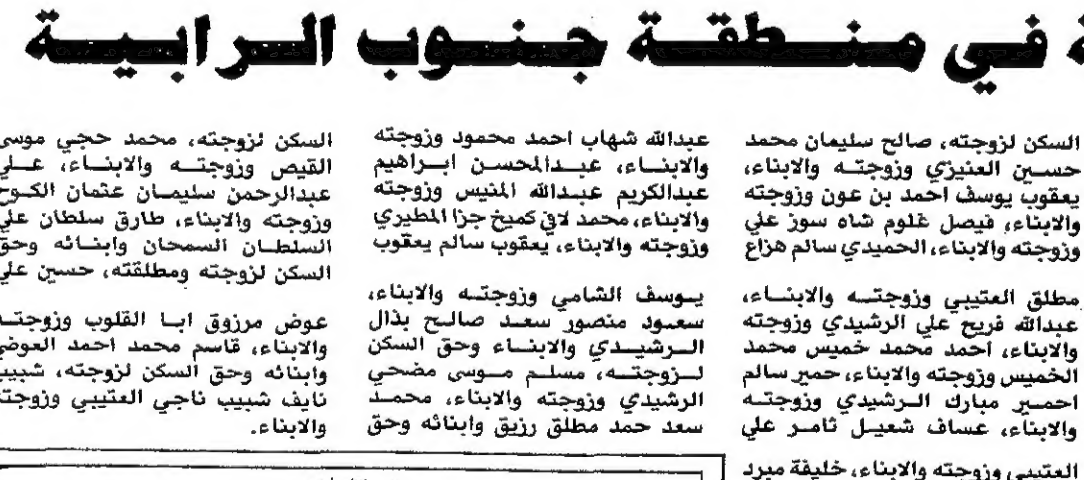 في منطقة جنوب الرابية
السكن لزوجته، صالح سليمان محمد
حسين العنيزي وزوجته والابناء،
يعقوب يوسف احمد بن عون وزوجته
والابناء، فيصل غلوم شاه سوز علي
وزوجته والابناء، الحميدي سالم هزاع
مطلق العتيبي وزوجته والابناء،
عبدالله فريح علي الرشيدي وزوجته
والابناء، احمد محمد خميس محمد
الخميس وزوجته والابناء، حمير سالم
احمير مبارك الرشيدي وزوجته
والابناء، عساف شعيل ثامر علي
العتيبي وزوجته والابناء، خليفة مبرد
عبدالله شهاب احمد محمود وزوجته
والابناء، عبدالمحسن ابراهيم
عبدالكريم عبدالله المنيس وزوجته
والابناء، محمد لافي كميخ جزا المطيري
وزوجته والابناء، يعقوب سالم يعقوب
يوسف الشامي وزوجته والابناء،
سعود منصور سعد صالح بذال
الرشيدي والابناء وحق السكن
لزوجته، مسلم موسى مضحي
الرشيدي وزوجته والابناء، محمد
سعد حمد مطلق رزيق وابنائه وحق
السكن لزوجته، محمد حجي موسى
القيص وزوجته والابناء، علي
عبدالرحمن سليمان عثمان الكوح
وزوجته والابناء، طارق سلطان علي
السلطان السمحان وابنائه وحق
السكن لزوجته ومطلقته، حسين علي
عوض مرزوق ابا القلوب وزوجته
والابناء، قاسم محمد احمد العوضي
وابنائه وحق السكن لزوجته، شبيب
نايف شبيب ناجي العتيبي وزوجته
والابناء.